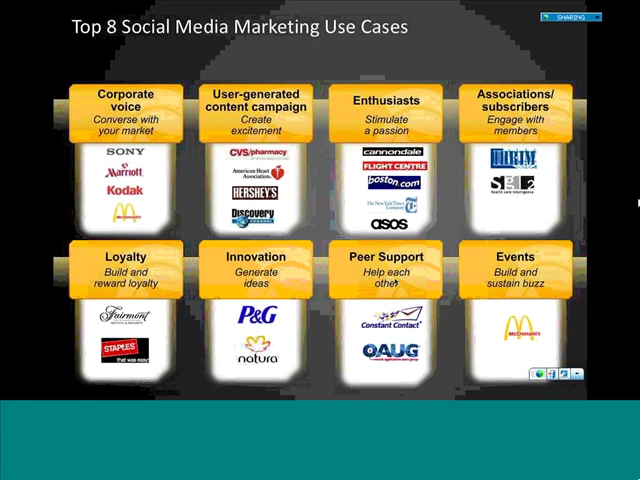 Top 8 Social Media Marketing Use Cases
SHARING
Corporate
voice
Converse with
your market
SONY
Marriott
Kodak
McDonald's
User-generated
content campaign
Create
excitement
CVS/pharmacy
American Heart
Association
HERSHEY'S
Discovery
CHANNEL
Enthusiasts
Stimulate
a passion
cannondale
FLIGHT CENTRE
boston.com
The New York Times
Company
asos
Associations/
subscribers
Engage with
members
Loyalty
Build and
reward loyalty
Fairmont
HOTELS & RESORTS
STAPLES
that was easy
Innovation
Generate
ideas
P&G
natura
Peer Support
Help each
other
Constant Contact
OAUG
Events
Build and
sustain buzz
McDonald's